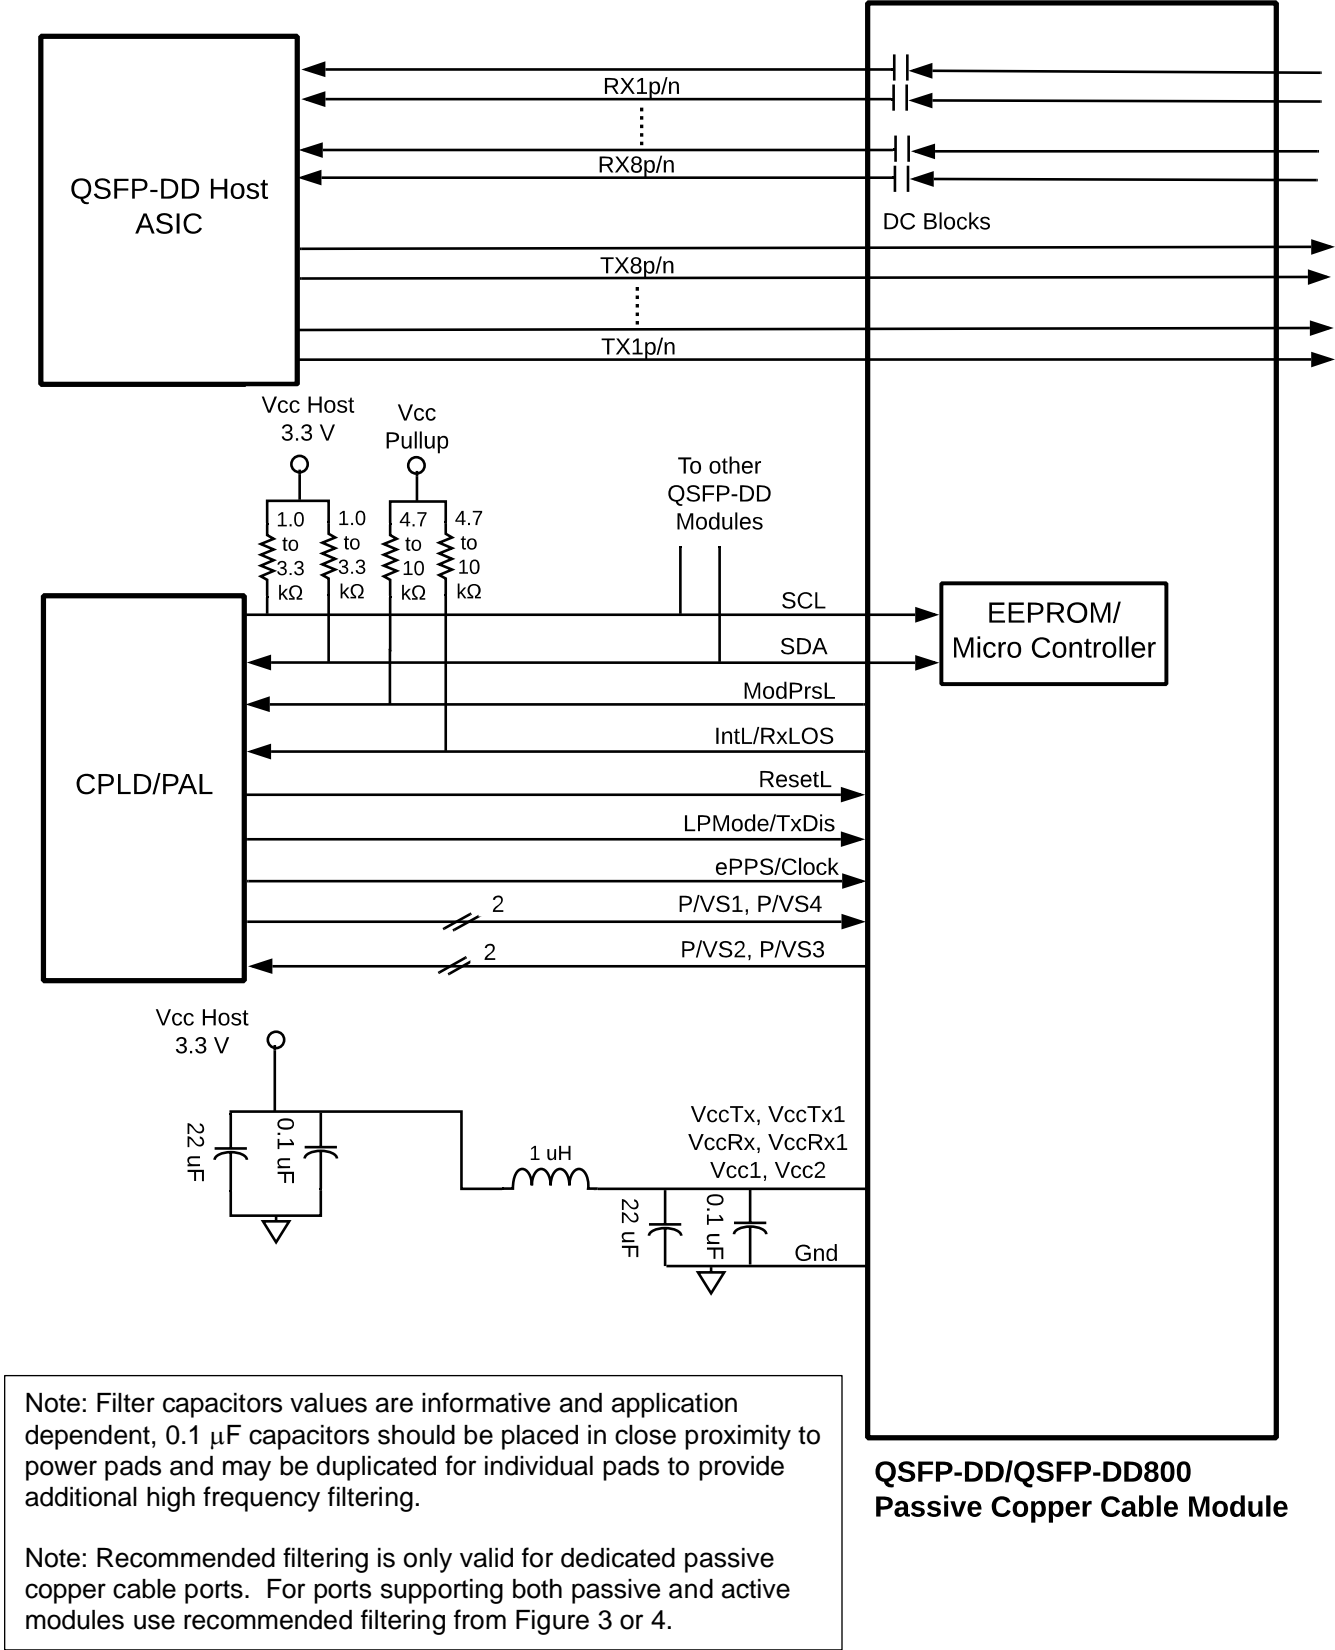 RX1p/n
RX8p/n
QSFP-DD Host
ASIC
DC Blocks
TX8p/n
TX1p/n
Vcc Host
3.3 V
Vcc
Pullup
To other
QSFP-DD
Modules
1.0
to
3.3
kΩ
1.0
to
3.3
kΩ
4.7
to
10
kΩ
4.7
to
10
kΩ
SCL
EEPROM/
Micro Controller
SDA
ModPrsL
IntL/RxLOS
CPLD/PAL
ResetL
LPMode/TxDis
ePPS/Clock
2
P/VS1, P/VS4
2
P/VS2, P/VS3
Vcc Host
3.3 V
22 uF
0.1 uF
1 uH
VccTx, VccTx1
VccRx, VccRx1
Vcc1, Vcc2
22 uF
0.1 uF
Gnd
Note: Filter capacitors values are informative and application
dependent, 0.1 μF capacitors should be placed in close proximity to
power pads and may be duplicated for individual pads to provide
additional high frequency filtering.
Note: Recommended filtering is only valid for dedicated passive
copper cable ports.  For ports supporting both passive and active
modules use recommended filtering from Figure 3 or 4.
QSFP-DD/QSFP-DD800
Passive Copper Cable Module